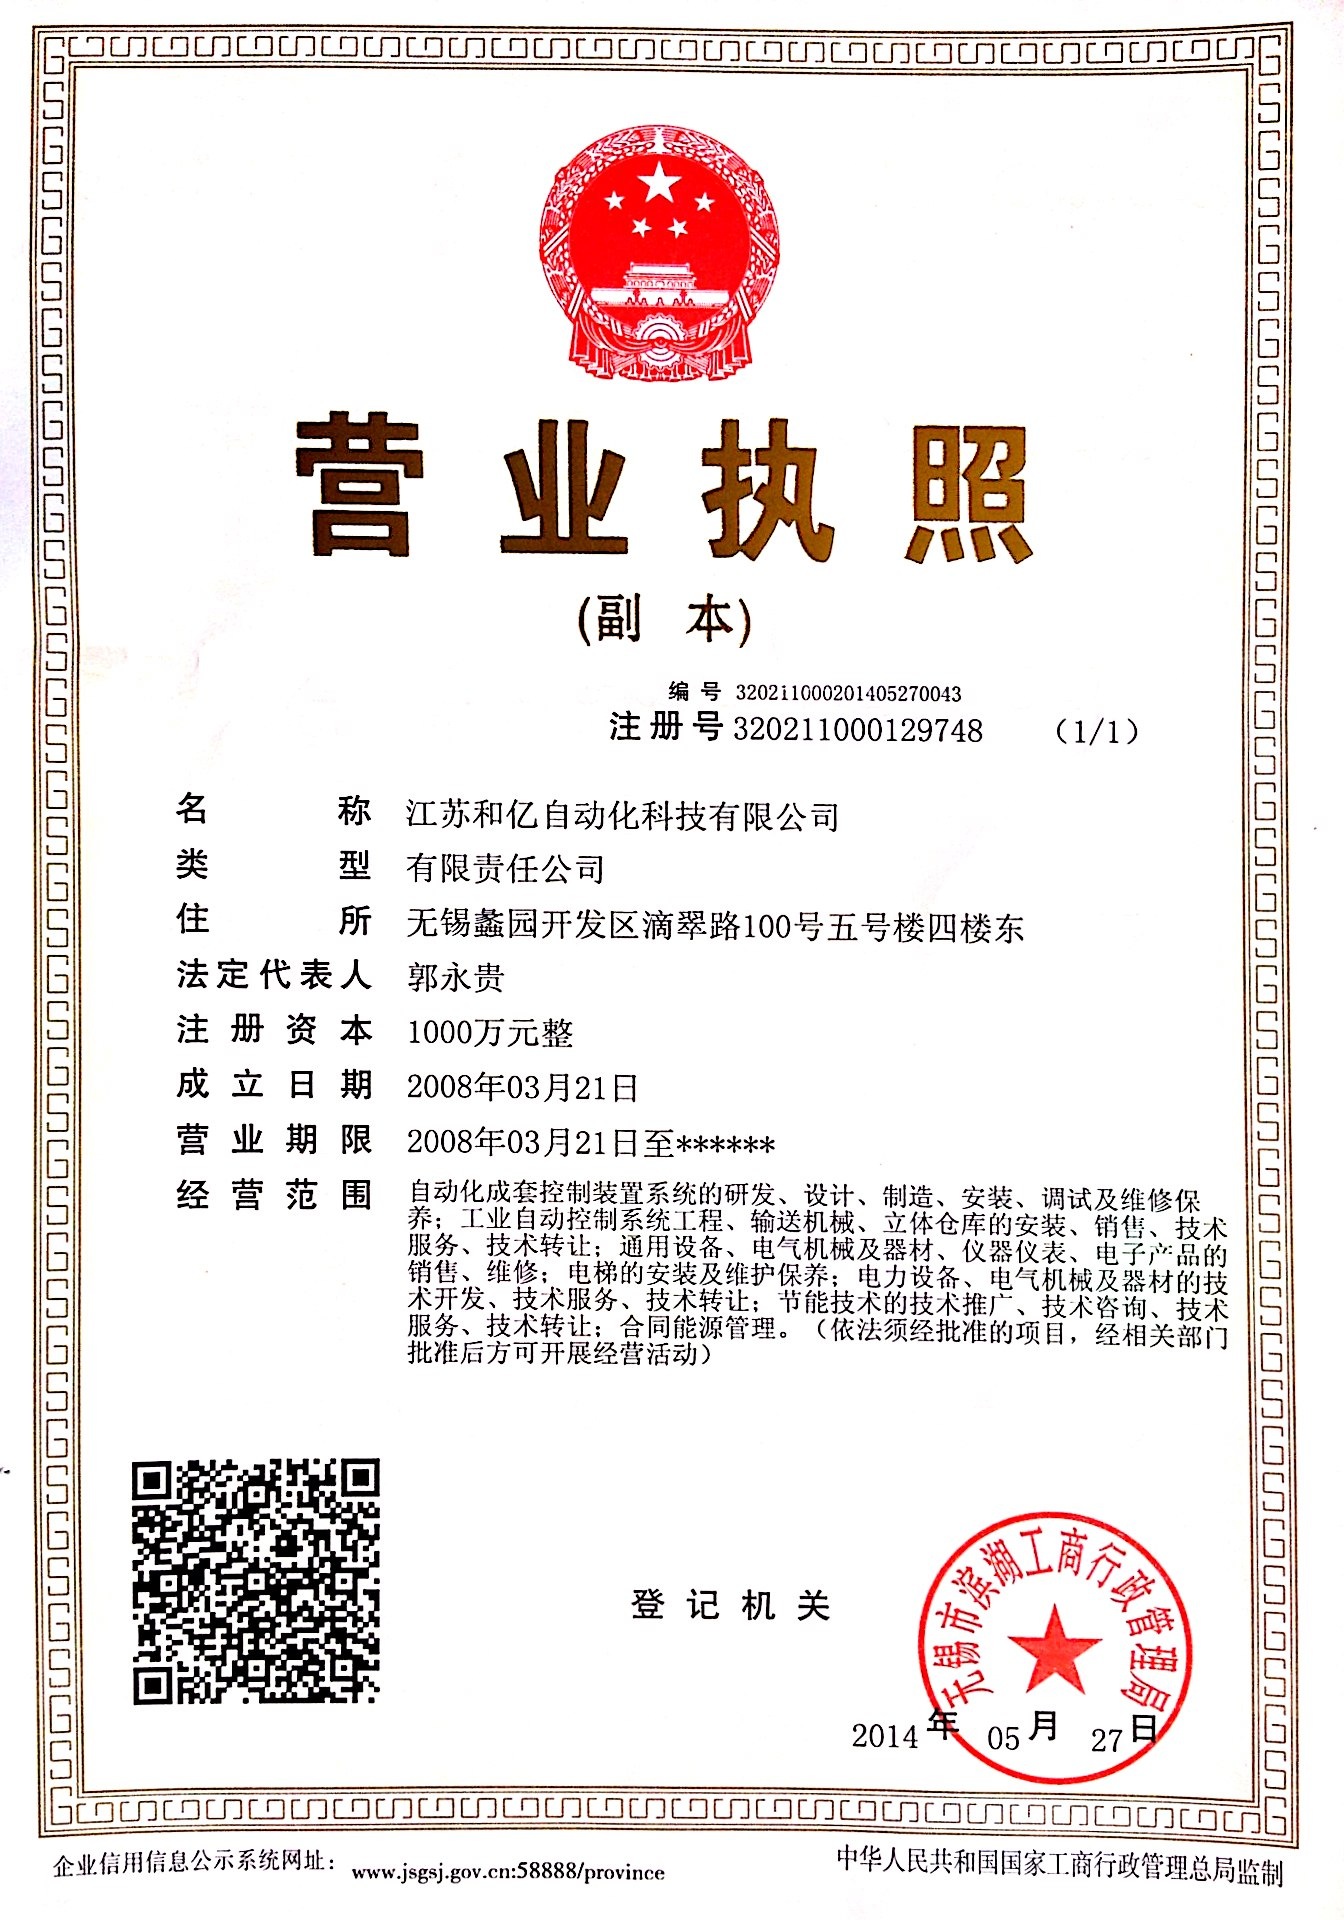 营业执照
(副 本)
编号 320211000201405270043
注册号 320211000129748 （1/1）
名称 江苏和亿自动化科技有限公司
类型 有限责任公司
住所 无锡蠡园开发区滴翠路100号五号楼四楼东
法定代表人 郭永贵
注册资本 1000万元整
成立日期 2008年03月21日
营业期限 2008年03月21日至******
经营范围 自动化成套控制装置系统的研发、设计、制造、安装、调试及维修保
养；工业自动控制系统工程、输送机械、立体仓库的安装、销售、技术
服务、技术转让；通用设备、电气机械及器材、仪器仪表、电子产品的
销售、维修；电梯的安装及维护保养；电力设备、电气机械及器材的技
术开发、技术服务、技术转让；节能技术的技术推广、技术咨询、技术
服务、技术转让；合同能源管理。（依法须经批准的项目，经相关部门
批准后方可开展经营活动）
登记机关
无锡市滨湖工商行政管理局
2014年 05月 27日
企业信用信息公示系统网址： www.jsgsj.gov.cn:58888/province
中华人民共和国国家工商行政管理总局监制